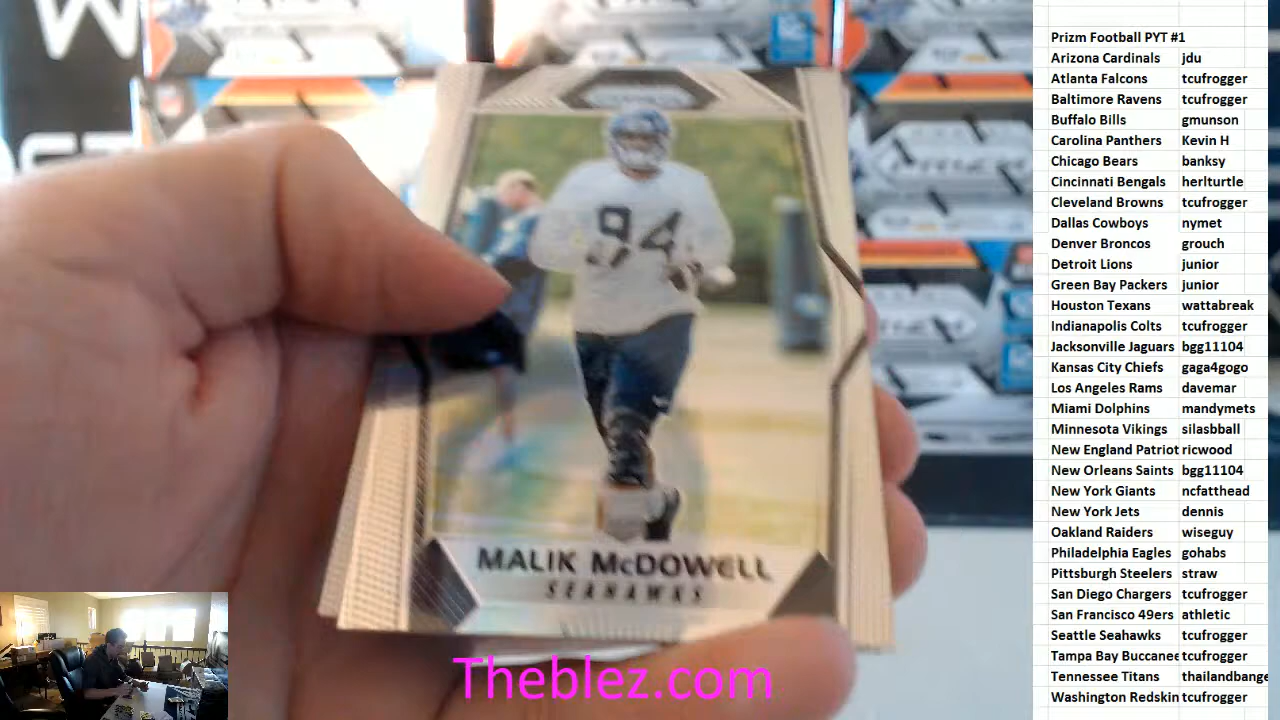 MALIK McDOWELL
SEAHAWKS
94
Theblez.com
Prizm Football PYT #1
Arizona Cardinals jdu
Atlanta Falcons tcufrogger
Baltimore Ravens tcufrogger
Buffalo Bills gmunson
Carolina Panthers Kevin H
Chicago Bears banksy
Cincinnati Bengals herlturtle
Cleveland Browns tcufrogger
Dallas Cowboys nymet
Denver Broncos grouch
Detroit Lions junior
Green Bay Packers junior
Houston Texans wattabreak
Indianapolis Colts tcufrogger
Jacksonville Jaguars bgg11104
Kansas City Chiefs gaga4gogo
Los Angeles Rams davemar
Miami Dolphins mandymets
Minnesota Vikings silasbball
New England Patriot ricwood
New Orleans Saints bgg11104
New York Giants ncfatthead
New York Jets dennis
Oakland Raiders wiseguy
Philadelphia Eagles gohabs
Pittsburgh Steelers straw
San Diego Chargers tcufrogger
San Francisco 49ers athletic
Seattle Seahawks tcufrogger
Tampa Bay Buccanee tcufrogger
Tennessee Titans thailandbange
Washington Redskin tcufrogger